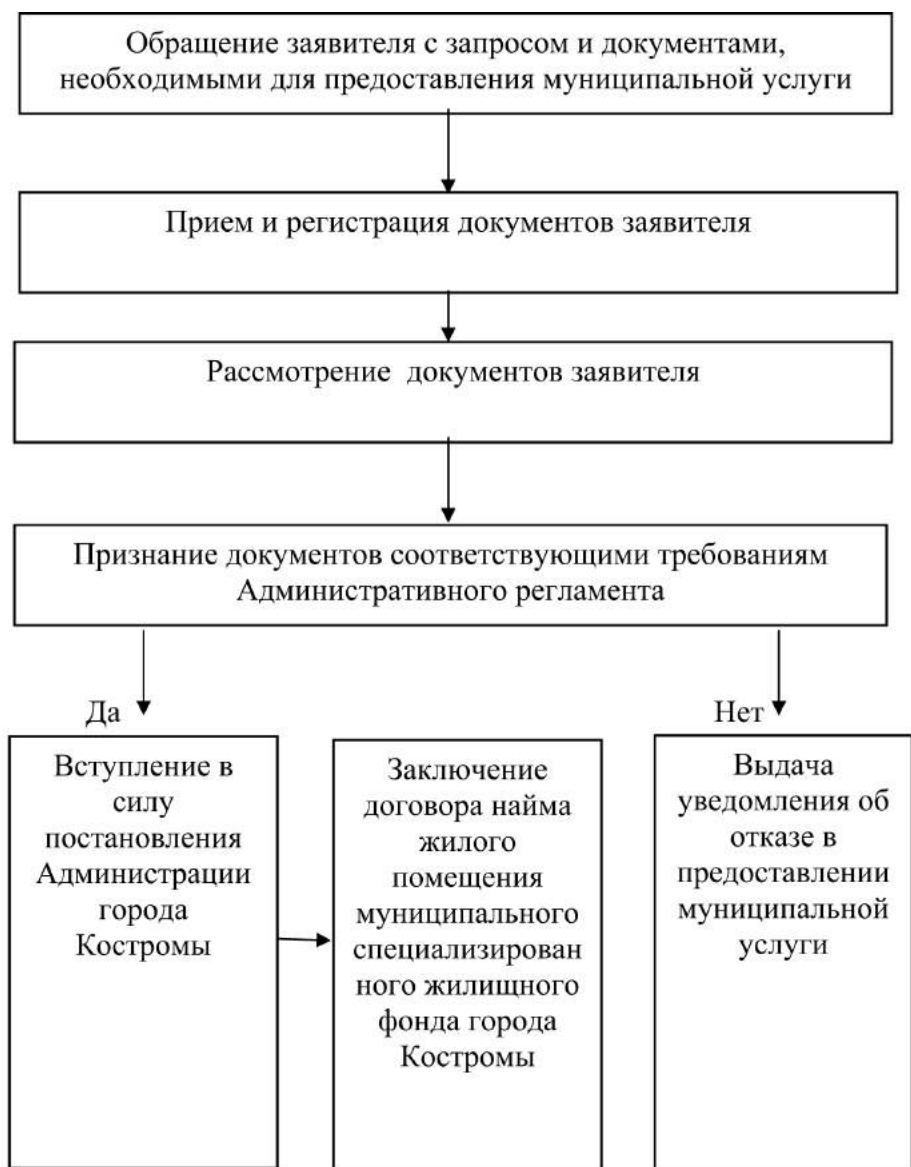 Обращение заявителя с запросом и документами,
необходимыми для предоставления муниципальной услуги
Прием и регистрация документов заявителя
Рассмотрение документов заявителя
Признание документов соответствующими требованиям
Административного регламента
Да
Нет
Вступление в
силу
постановления
Администрации
города
Костромы
Заключение
договора найма
жилого
помещения
муниципального
специализирован
ного жилищного
фонда города
Костромы
Выдача
уведомления об
отказе в
предоставлении
муниципальной
услуги